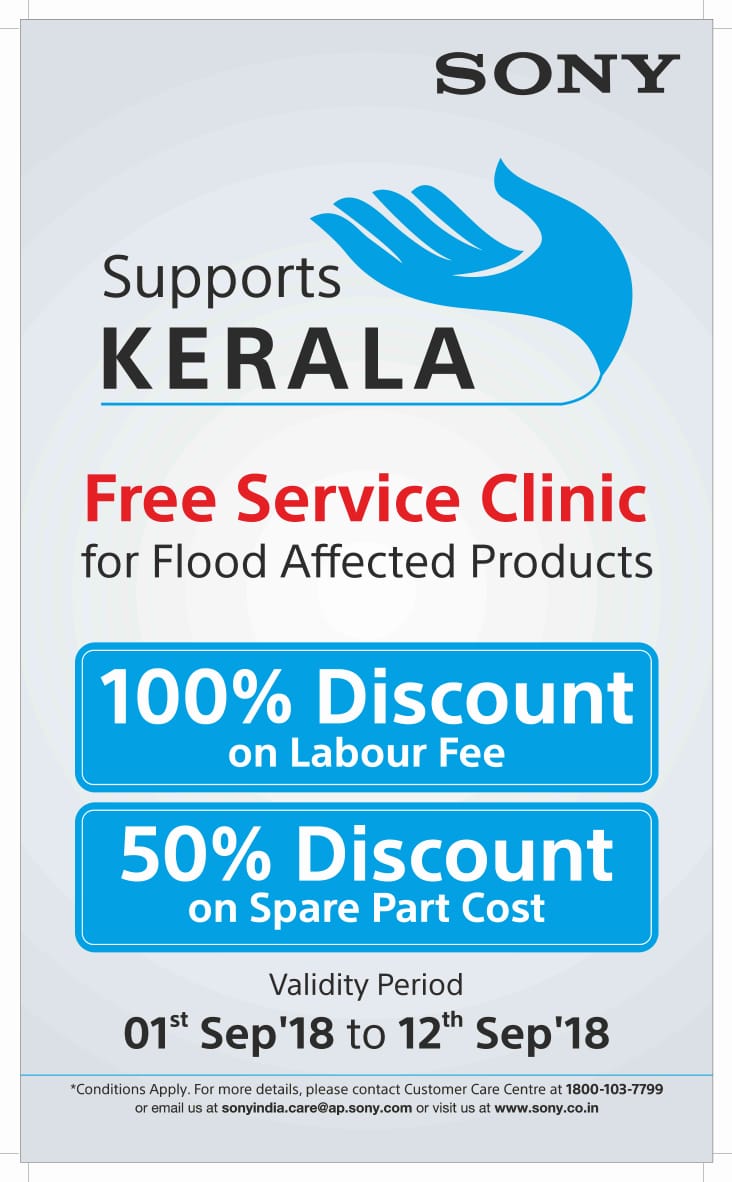 SONY
Supports
KERALA
Free Service Clinic
for Flood Affected Products
100% Discount
on Labour Fee
50% Discount
on Spare Part Cost
Validity Period
01st Sep'18 to 12th Sep'18
*Conditions Apply. For more details, please contact Customer Care Centre at 1800-103-7799
or email us at sonyindia.care@ap.sony.com or visit us at www.sony.co.in